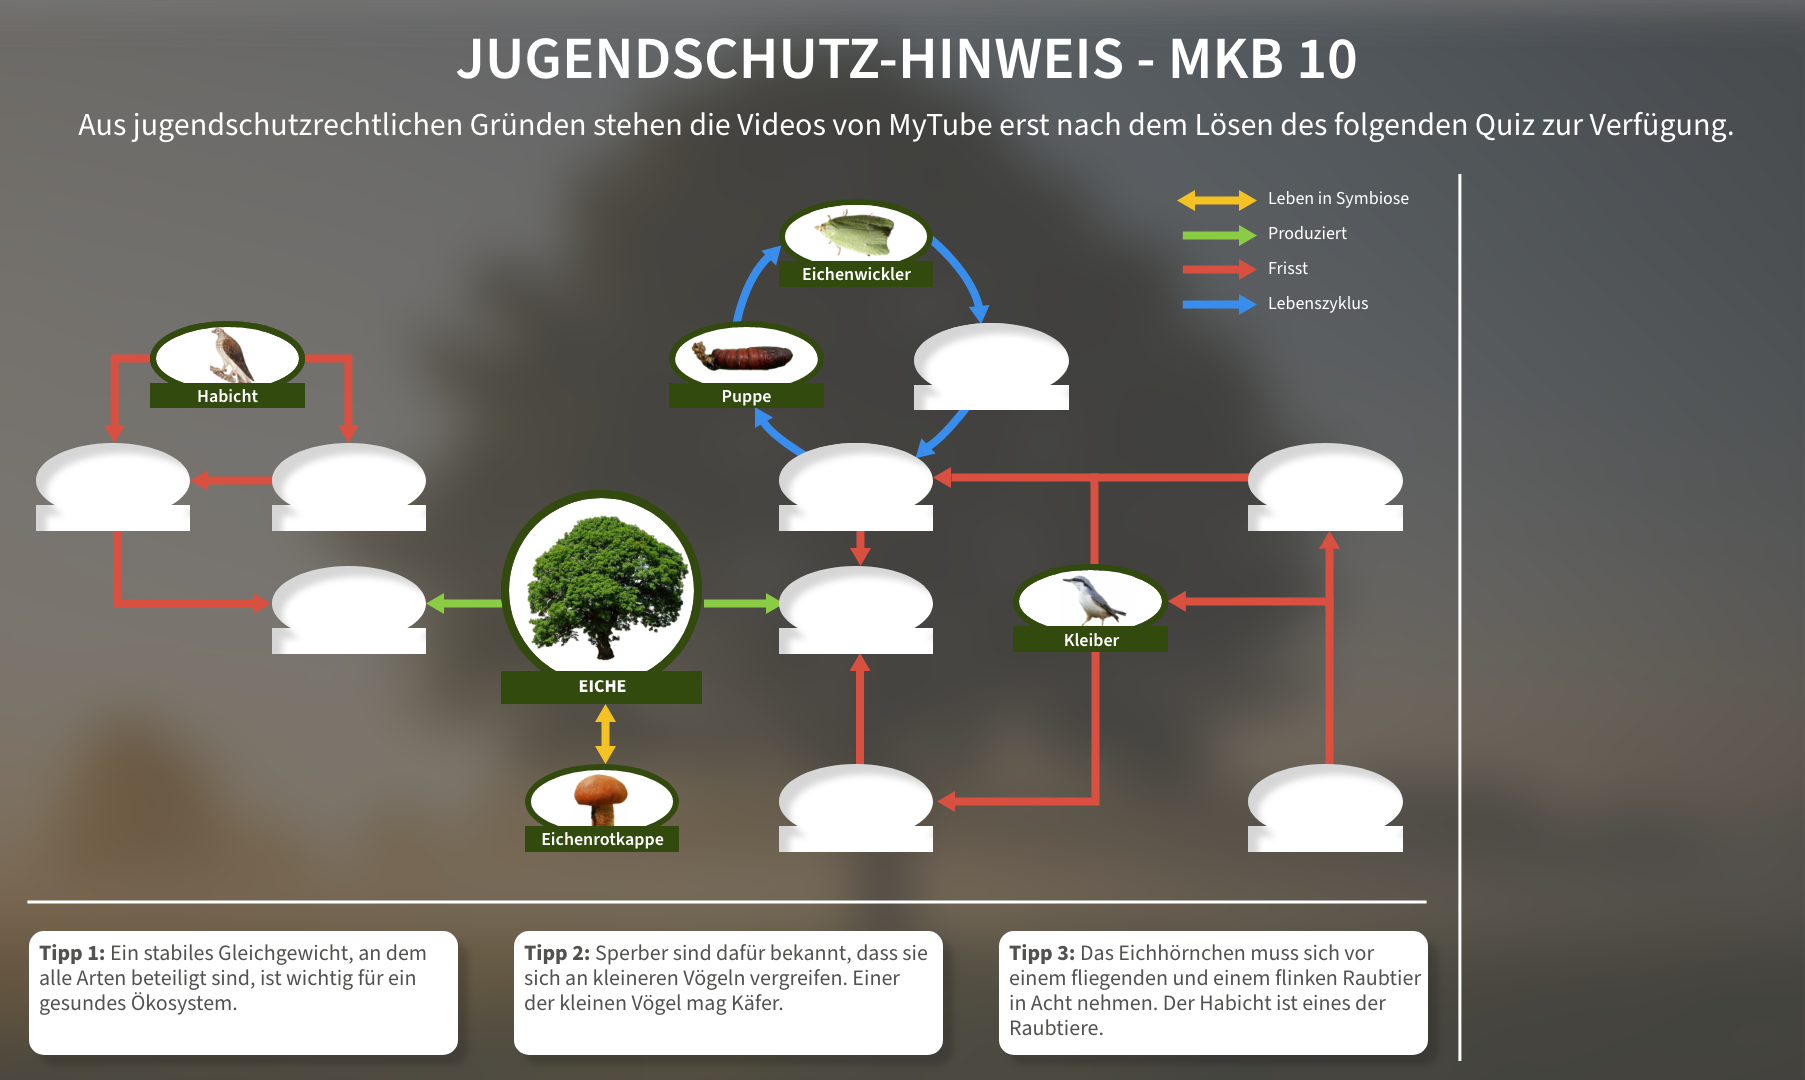 JUGENDSCHUTZ-HINWEIS - MKB 10
Aus jugendschutzrechtlichen Gründen stehen die Videos von MyTube erst nach dem Lösen des folgenden Quiz zur Verfügung.
Leben in Symbiose
Produziert
Frisst
Lebenszyklus
Eichenwickler
Habicht
Puppe
Kleiber
EICHE
Eichenrotkappe
Tipp 1: Ein stabiles Gleichgewicht, an dem
alle Arten beteiligt sind, ist wichtig für ein
gesundes Ökosystem.
Tipp 2: Sperber sind dafür bekannt, dass sie
sich an kleineren Vögeln vergreifen. Einer
der kleinen Vögel mag Käfer.
Tipp 3: Das Eichhörnchen muss sich vor
einem fliegenden und einem flinken Raubtier
in Acht nehmen. Der Habicht ist eines der
Raubtiere.